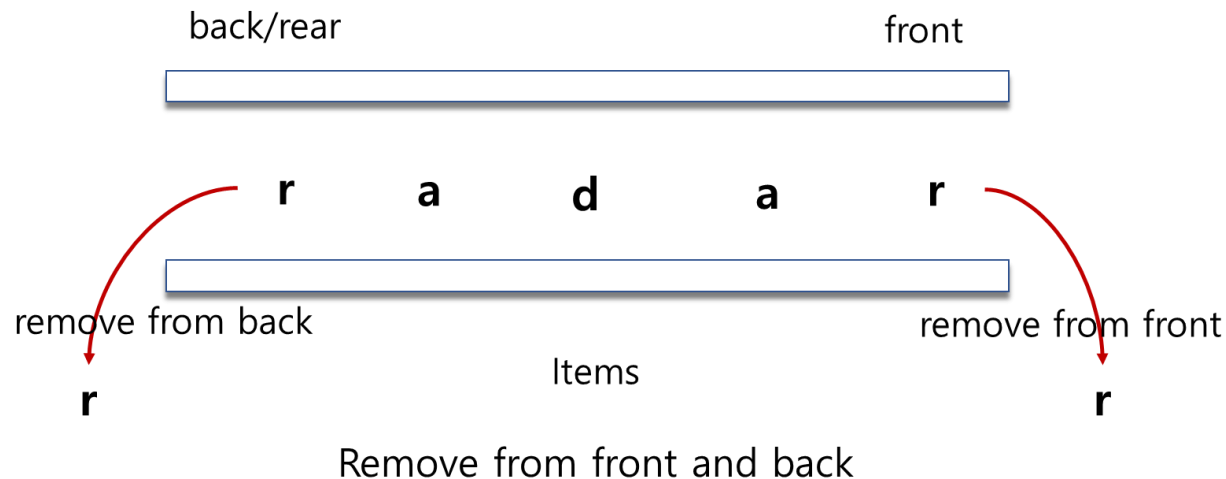 back/rear front
r a d a r
remove from back remove from front
r Items r
Remove from front and back